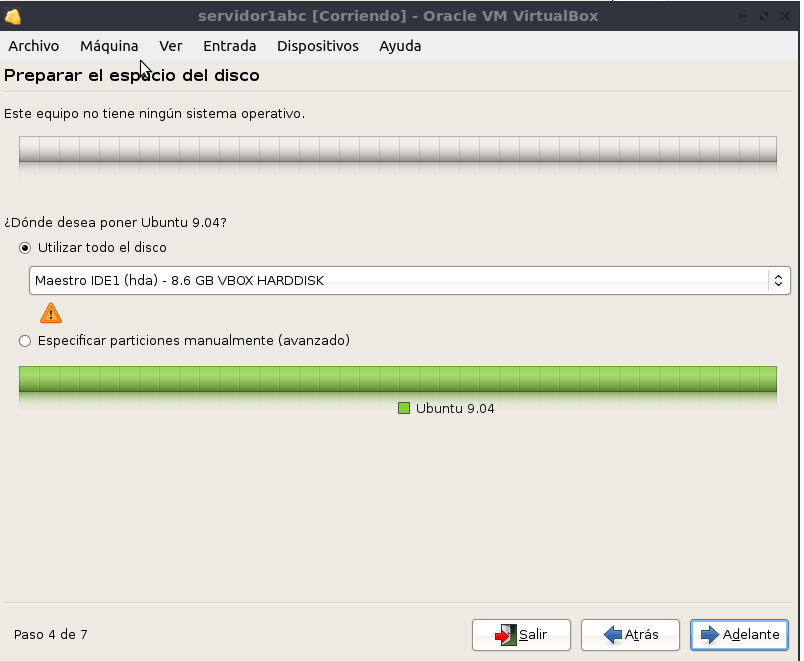 servidor1abc [Corriendo] - Oracle VM VirtualBox
Archivo Máquina Ver Entrada Dispositivos Ayuda
Preparar el espacio del disco
Este equipo no tiene ningún sistema operativo.
¿Dónde desea poner Ubuntu 9.04?
Utilizar todo el disco
Maestro IDE1 (hda) - 8.6 GB VBOX HARDDISK
Especificar particiones manualmente (avanzado)
Ubuntu 9.04
Paso 4 de 7 Salir Atrás Adelante